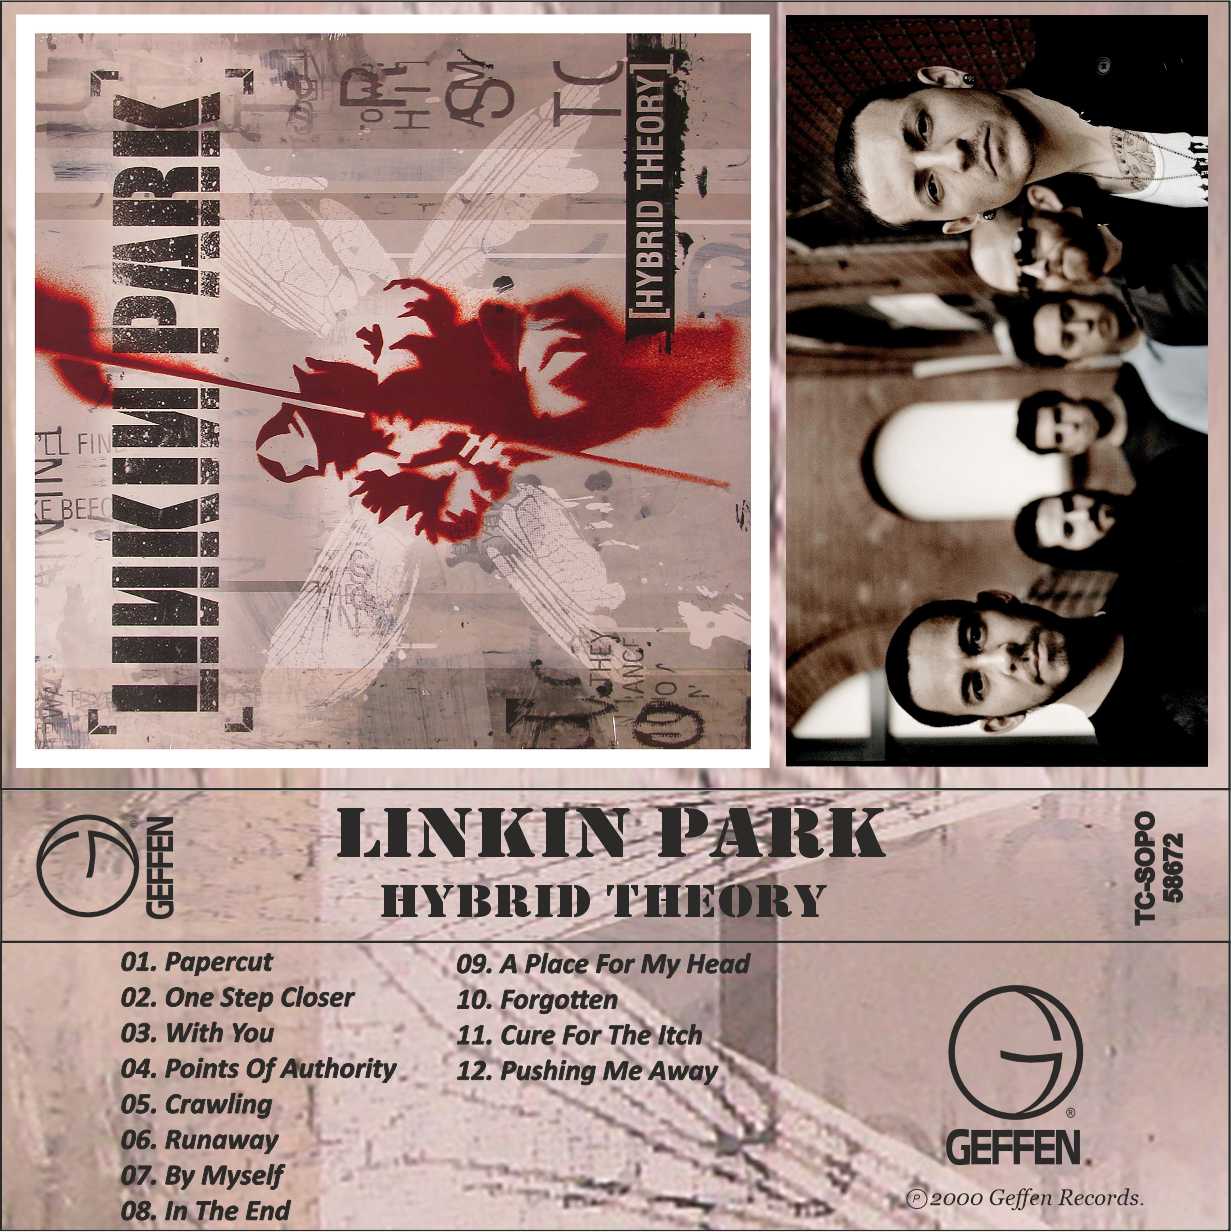 LINKIN PARK
[HYBRID THEORY]
GEFFEN
LINKIN PARK
HYBRID THEORY
TC-SOPO
58672
01. Papercut
02. One Step Closer
03. With You
04. Points Of Authority
05. Crawling
06. Runaway
07. By Myself
08. In The End
09. A Place For My Head
10. Forgotten
11. Cure For The Itch
12. Pushing Me Away
GEFFEN
®
Ⓟ2000 Geffen Records.